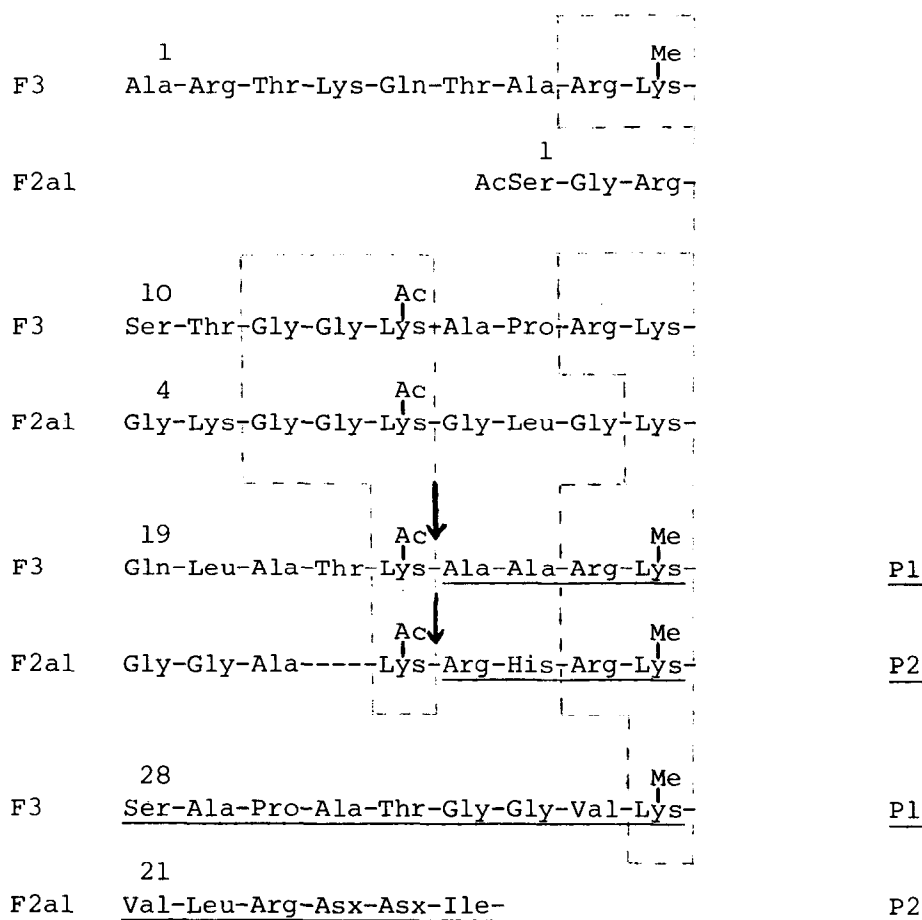 1 Me
F3 Ala-Arg-Thr-Lys-Gln-Thr-Ala-Arg-Lys-
1
F2al AcSer-Gly-Arg-
10 Ac
F3 Ser-Thr-Gly-Gly-Lys-Ala-Pro-Arg-Lys-
4 Ac
F2al Gly-Lys-Gly-Gly-Lys-Gly-Leu-Gly-Lys-
19 Ac Me
F3 Gln-Leu-Ala-Thr-Lys-Ala-Ala-Arg-Lys- P1
Ac Me
F2al Gly-Gly-Ala-----Lys-Arg-His-Arg-Lys- P2
28 Me
F3 Ser-Ala-Pro-Ala-Thr-Gly-Gly-Val-Lys- P1
21
F2al Val-Leu-Arg-Asx-Asx-Ile- P2